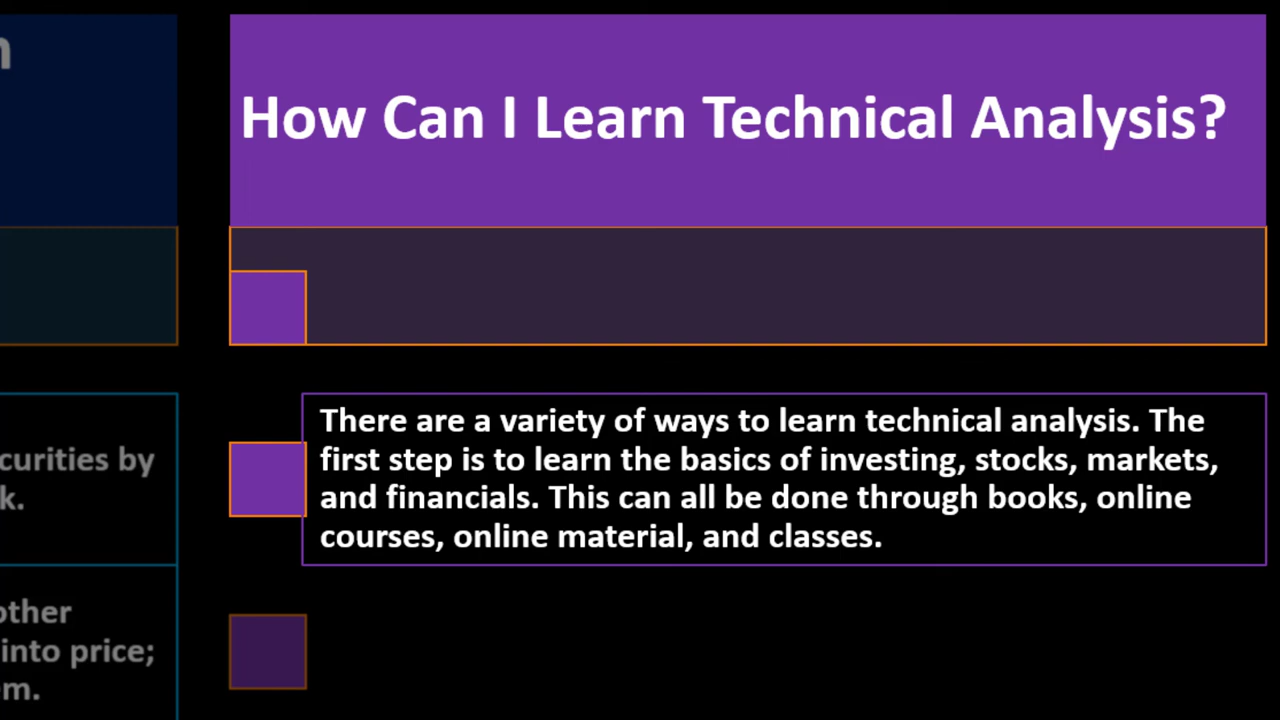 How Can I Learn Technical Analysis?
There are a variety of ways to learn technical analysis. The
first step is to learn the basics of investing, stocks, markets,
and financials. This can all be done through books, online
courses, online material, and classes.
by
k.
other
into price;